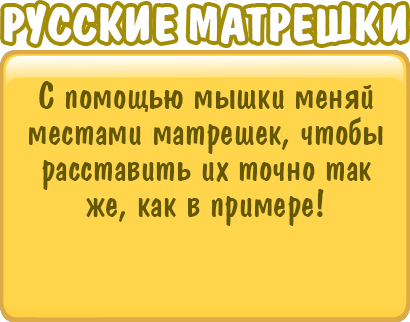 РУССКИЕ МАТРЕШКИ
С помощью мышки меняй
местами матрешек, чтобы
расставить их точно так
же, как в примере!